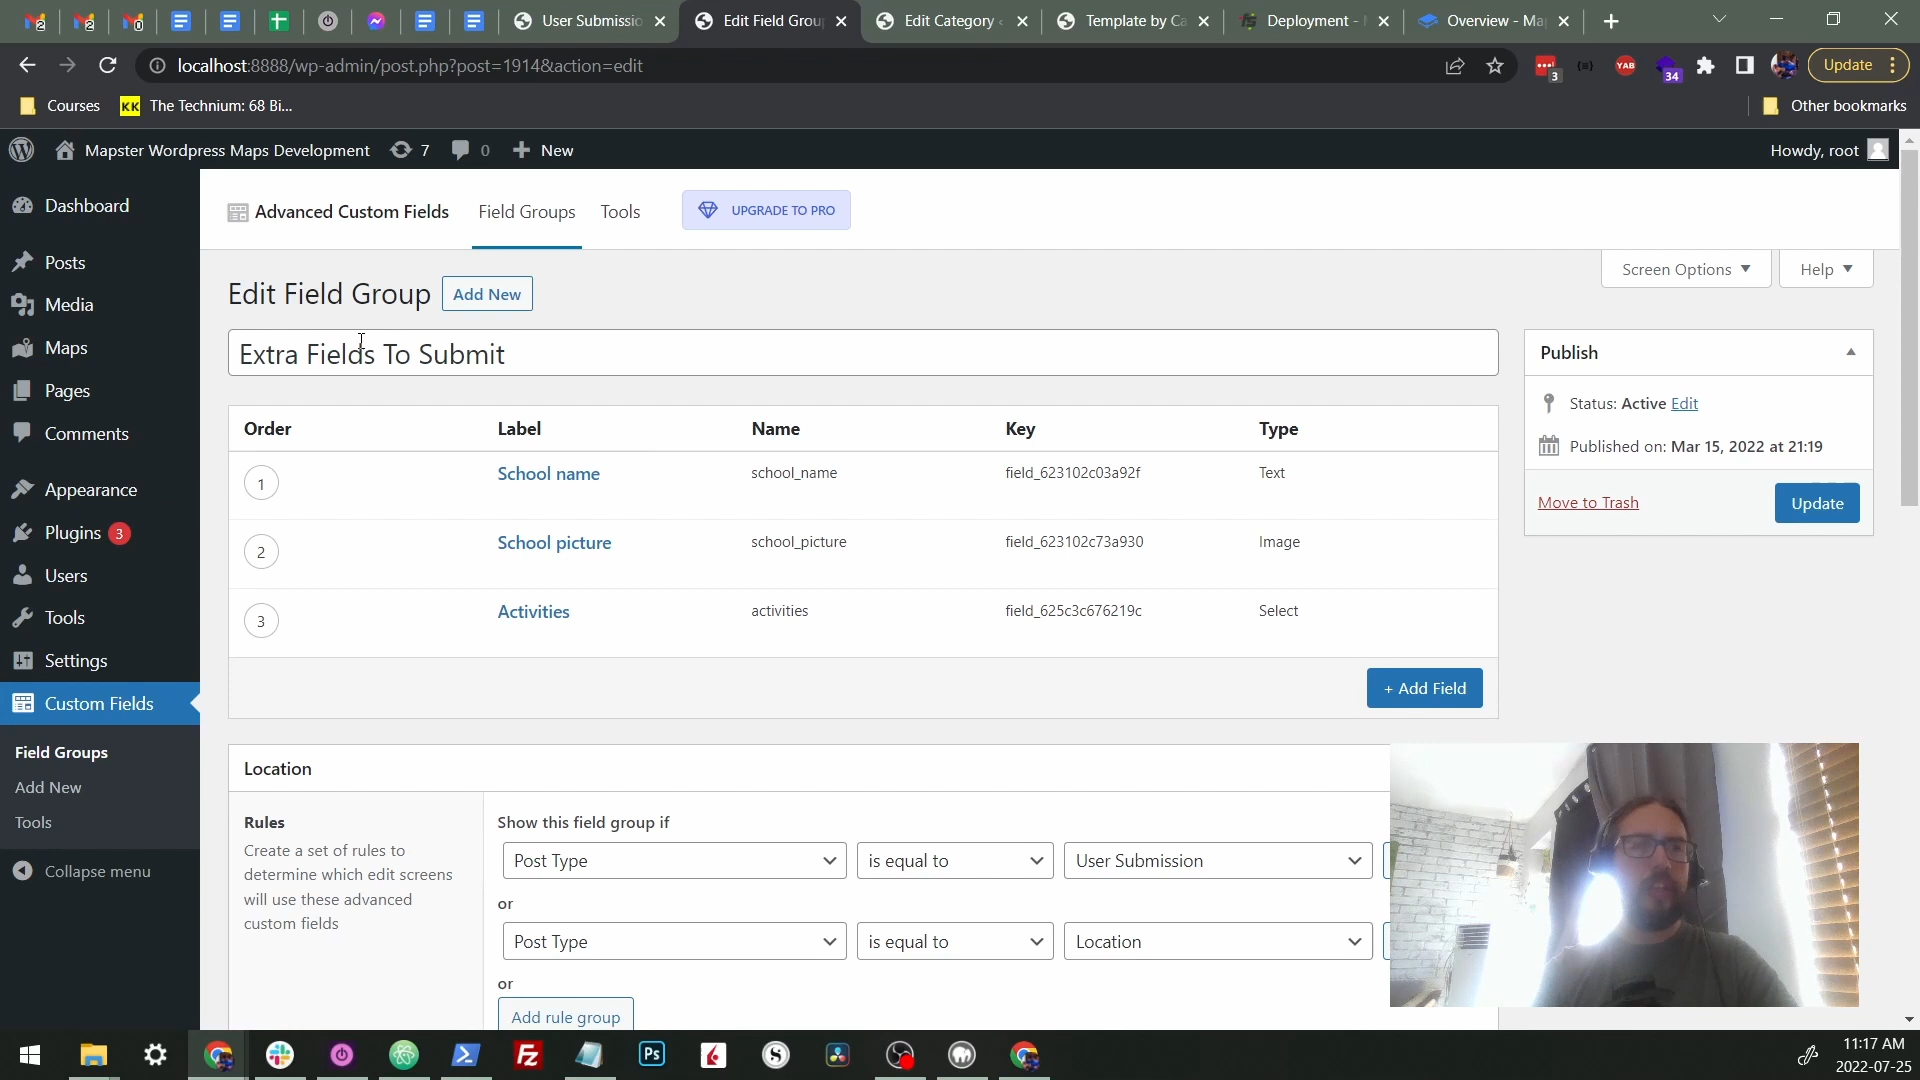 User Submissio
Edit Field Grou
Edit Category
Template by Ca
Deployment -
Overview - Ma
localhost:8888/wp-admin/post.php?post=1914&action=edit
3
YAB
34
Update
Courses
KK
The Technium: 68 Bi...
Other bookmarks
Mapster Wordpress Maps Development
7
0
New
Howdy, root
Dashboard
Posts
Media
Maps
Pages
Comments
Appearance
Plugins 3
Users
Tools
Settings
Custom Fields
Field Groups
Add New
Tools
Collapse menu
Advanced Custom Fields
Field Groups
Tools
UPGRADE TO PRO
Screen Options
Help
Edit Field Group
Add New
Extra Fields To Submit
Order Label Name Key Type
1 School name school_name field_623102c03a92f Text
2 School picture school_picture field_623102c73a930 Image
3 Activities activities field_625c3c676219c Select
+ Add Field
Publish
Status: Active Edit
Published on: Mar 15, 2022 at 21:19
Move to Trash
Update
Location
Rules
Create a set of rules to
determine which edit screens
will use these advanced
custom fields
Show this field group if
Post Type is equal to User Submission
or
Post Type is equal to Location
or
Add rule group
Fz
Ps
S
11:17 AM
2022-07-25